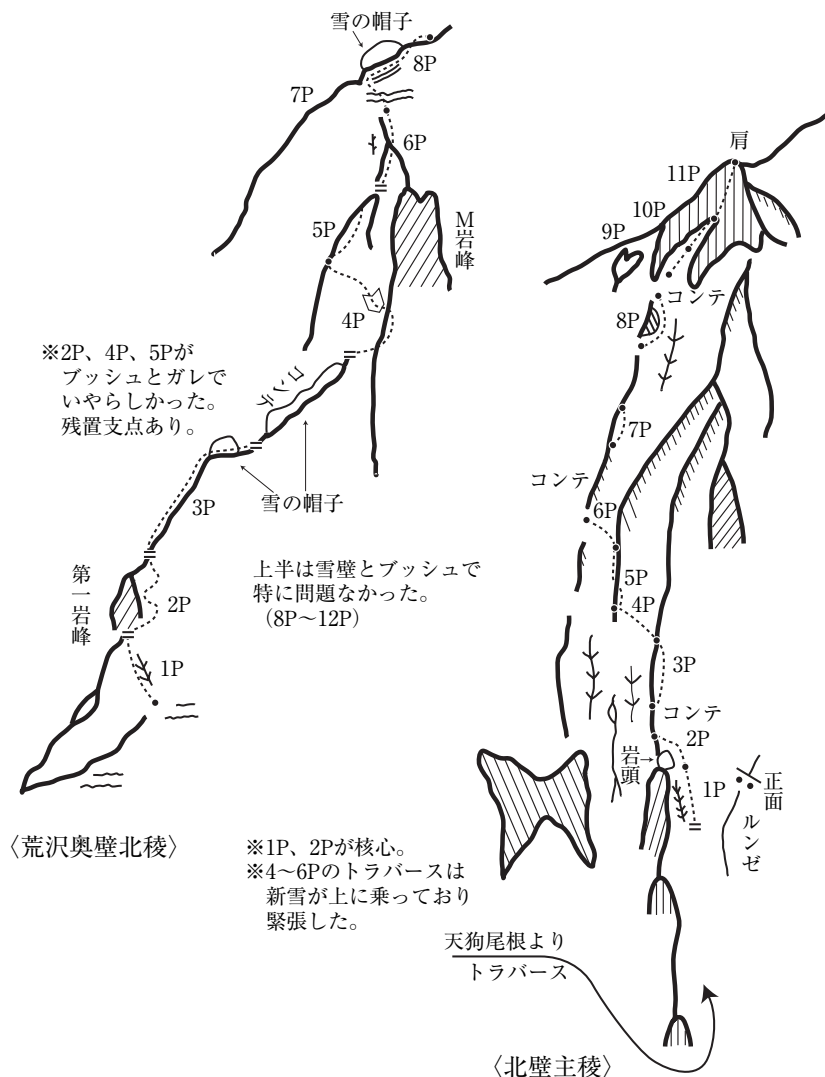 雪の帽子
8P
7P
6P
M岩峰
5P
4P
※2P、4P、5Pが
ブッシュとガレで
いやらしかった。
残置支点あり。
コンテ
雪の帽子
3P
第一岩峰
2P
1P
上半は雪壁とブッシュで
特に問題なかった。
(8P〜12P)
〈荒沢奥壁北稜〉
肩
11P
10P
9P
コンテ
8P
7P
コンテ
6P
5P
4P
3P
コンテ
2P
岩頭
1P
正面ルンゼ
※1P、2Pが核心。
※4〜6Pのトラバースは
新雪が上に乗っており
緊張した。
天狗尾根より
トラバース
〈北壁主稜〉